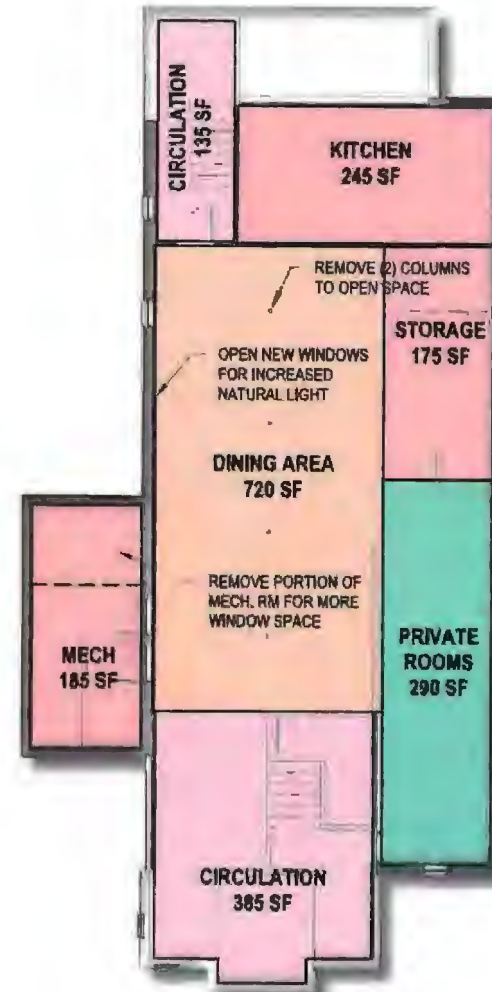 CIRCULATION
135 SF
KITCHEN
245 SF
REMOVE (2) COLUMNS
TO OPEN SPACE
STORAGE
175 SF
OPEN NEW WINDOWS
FOR INCREASED
NATURAL LIGHT
DINING AREA
720 SF
REMOVE PORTION OF
MECH. RM FOR MORE
WINDOW SPACE
MECH
185 SF
PRIVATE
ROOMS
290 SF
CIRCULATION
385 SF